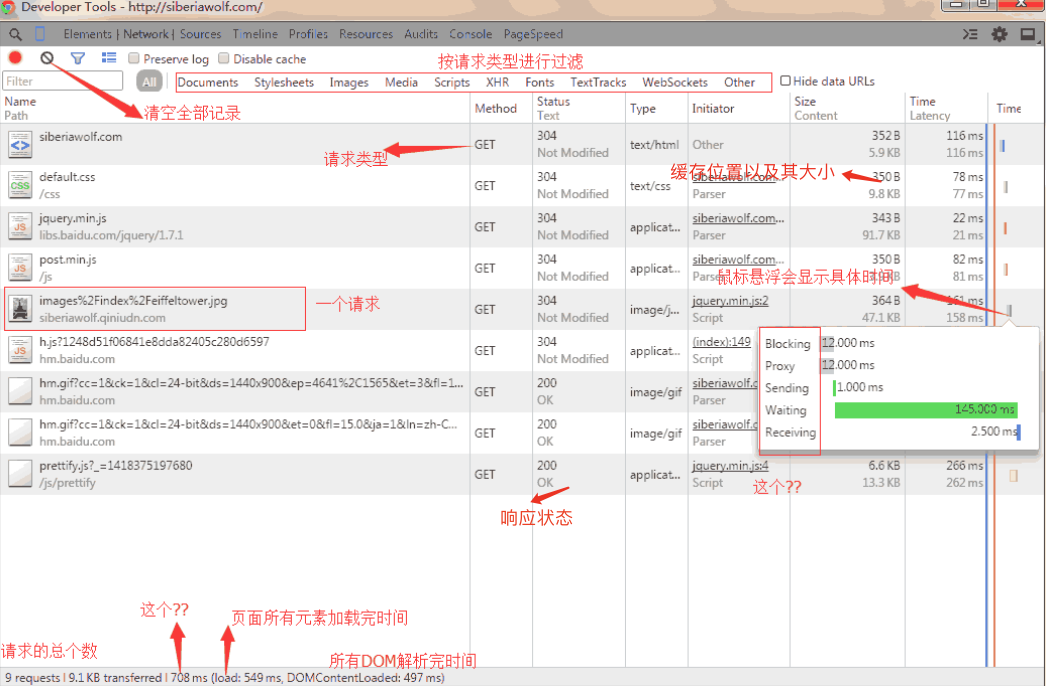 Developer Tools - http://siberiawolf.com/
Elements Network Sources Timeline Profiles Resources Audits Console PageSpeed
Preserve log Disable cache
按请求类型进行过滤
Filter All Documents Stylesheets Images Media Scripts XHR Fonts TextTracks WebSockets Other Hide data URLs
Name Method Status Type Initiator Size Time Time
Path Text Content Latency
清空全部记录
siberiawolf.com GET 304 text/html Other 352 B 116 ms
Not Modified 5.9 KB 116 ms
请求类型
缓存位置以及其大小
default.css GET 304 text/css siberiawolf.com... 350 B 78 ms
/css Not Modified Parser 9.8 KB 77 ms
jquery.min.js GET 304 applicat... siberiawolf.com... 343 B 22 ms
libs.baidu.com/jquery/1.7.1 Not Modified Parser 91.7 KB 21 ms
post.min.js GET 304 applicat... siberiawolf.com... 350 B 82 ms
/js Not Modified Parser 81 ms
鼠标悬浮会显示具体时间
images%2Findex%2Feiffeltower.jpg GET 304 image/j... jquery.min.js:2 364 B 161 ms
siberiawolf.qiniudn.com Not Modified Script 47.1 KB 158 ms
一个请求
h.js?1248d51f06841e8dda82405c280d6597 GET 304 applicat... (index):149
hm.baidu.com Not Modified Script
Blocking 12.000 ms
Proxy 12.000 ms
Sending 1.000 ms
Waiting 145.000 ms
Receiving 2.500 ms
hm.gif?cc=1&ck=1&cl=24-bit&ds=1440x900&ep=4641%2C1565&et=3&fl=1... GET 200 image/gif siberiawolf.c
hm.baidu.com OK Parser
hm.gif?cc=1&ck=1&cl=24-bit&ds=1440x900&et=0&fl=15.0&ja=1&ln=zh-C... GET 200 image/gif siberiawolf.c
hm.baidu.com OK Parser
prettify.js?_=1418375197680 GET 200 applicat... jquery.min.js:4 6.6 KB 266 ms
/js/prettify OK Script 13.3 KB 262 ms
这个??
响应状态
这个??
页面所有元素加载完时间
请求的总个数
所有DOM解析完时间
9 requests | 9.1 KB transferred | 708 ms (load: 549 ms, DOMContentLoaded: 497 ms)